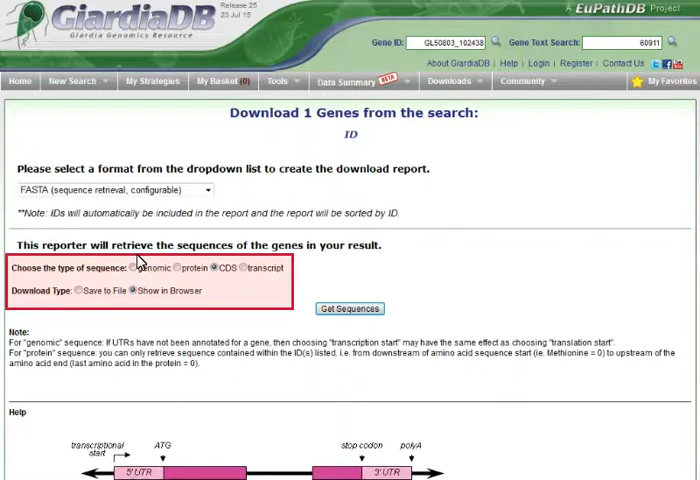 GiardiaDB
Giardia Genomics Resource
Release 25
23 Jul 15
A EuPathDB Project
Gene ID: GL50803_102438 Gene Text Search: 60911
About GiardiaDB | Help | Login | Register | Contact Us
Home New Search My Strategies My Basket (0) Tools Data Summary BETA Downloads Community My Favorites
Download 1 Genes from the search:
ID
Please select a format from the dropdown list to create the download report.
FASTA (sequence retrieval, configurable)
**Note: IDs will automatically be included in the report and the report will be sorted by ID.
This reporter will retrieve the sequences of the genes in your result.
Choose the type of sequence: genomic protein CDS transcript
Download Type: Save to File Show in Browser
Get Sequences
Note:
For "genomic" sequence: If UTRs have not been annotated for a gene, then choosing "transcription start" may have the same effect as choosing "translation start".
For "protein" sequence: you can only retrieve sequence contained within the ID(s) listed. i.e. from downstream of amino acid sequence start (ie. Methionine = 0) to upstream of the
amino acid end (last amino acid in the protein = 0).
Help
transcriptional
start
ATG
stop codon
polyA
5'UTR
3'UTR